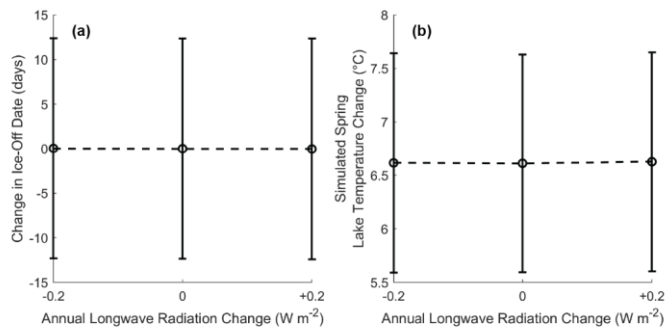 (a)
15
10
5
0
-5
-10
-15
Change in Ice-Off Date (days)
-0.2
0
+0.2
Annual Longwave Radiation Change (W m-2)
(b)
8
7.5
7
6.5
6
5.5
Simulated Spring
Lake Temperature Change (°C)
-0.2
0
+0.2
Annual Longwave Radiation Change (W m-2)